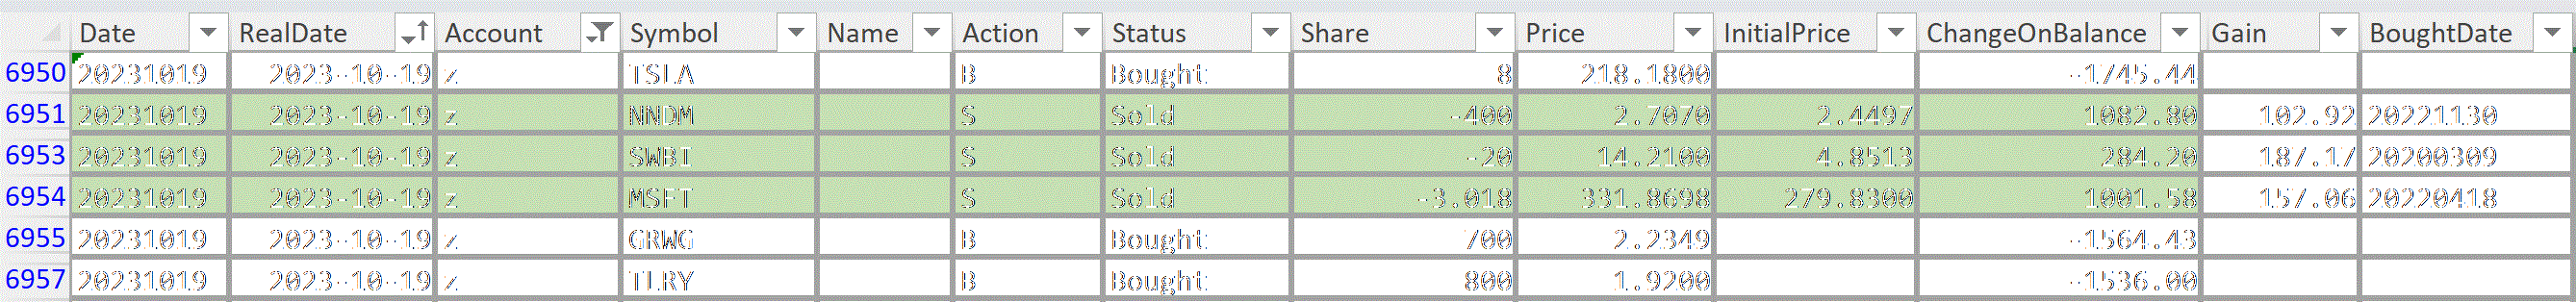 Date RealDate Account Symbol Name Action Status Share Price InitialPrice ChangeOnBalance Gain BoughtDate
6950 20231019 2023-10-19 z TSLA B Bought 8 218.1800 -1745.44
6951 20231019 2023-10-19 z NNDM S Sold -400 2.7070 2.4497 1082.80 102.92 20221130
6953 20231019 2023-10-19 z SWBI S Sold -20 14.2100 4.8513 284.20 187.17 20200309
6954 20231019 2023-10-19 z MSFT S Sold -3.018 331.8698 279.8300 1001.58 157.06 20220418
6955 20231019 2023-10-19 z GRWG B Bought 700 2.2349 -1564.43
6957 20231019 2023-10-19 z TLRY B Bought 800 1.9200 -1536.00